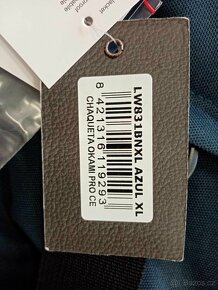 LW831BNXL AZUL XL
8 421316 119293
CHAQUETA OKAMI PRO CE